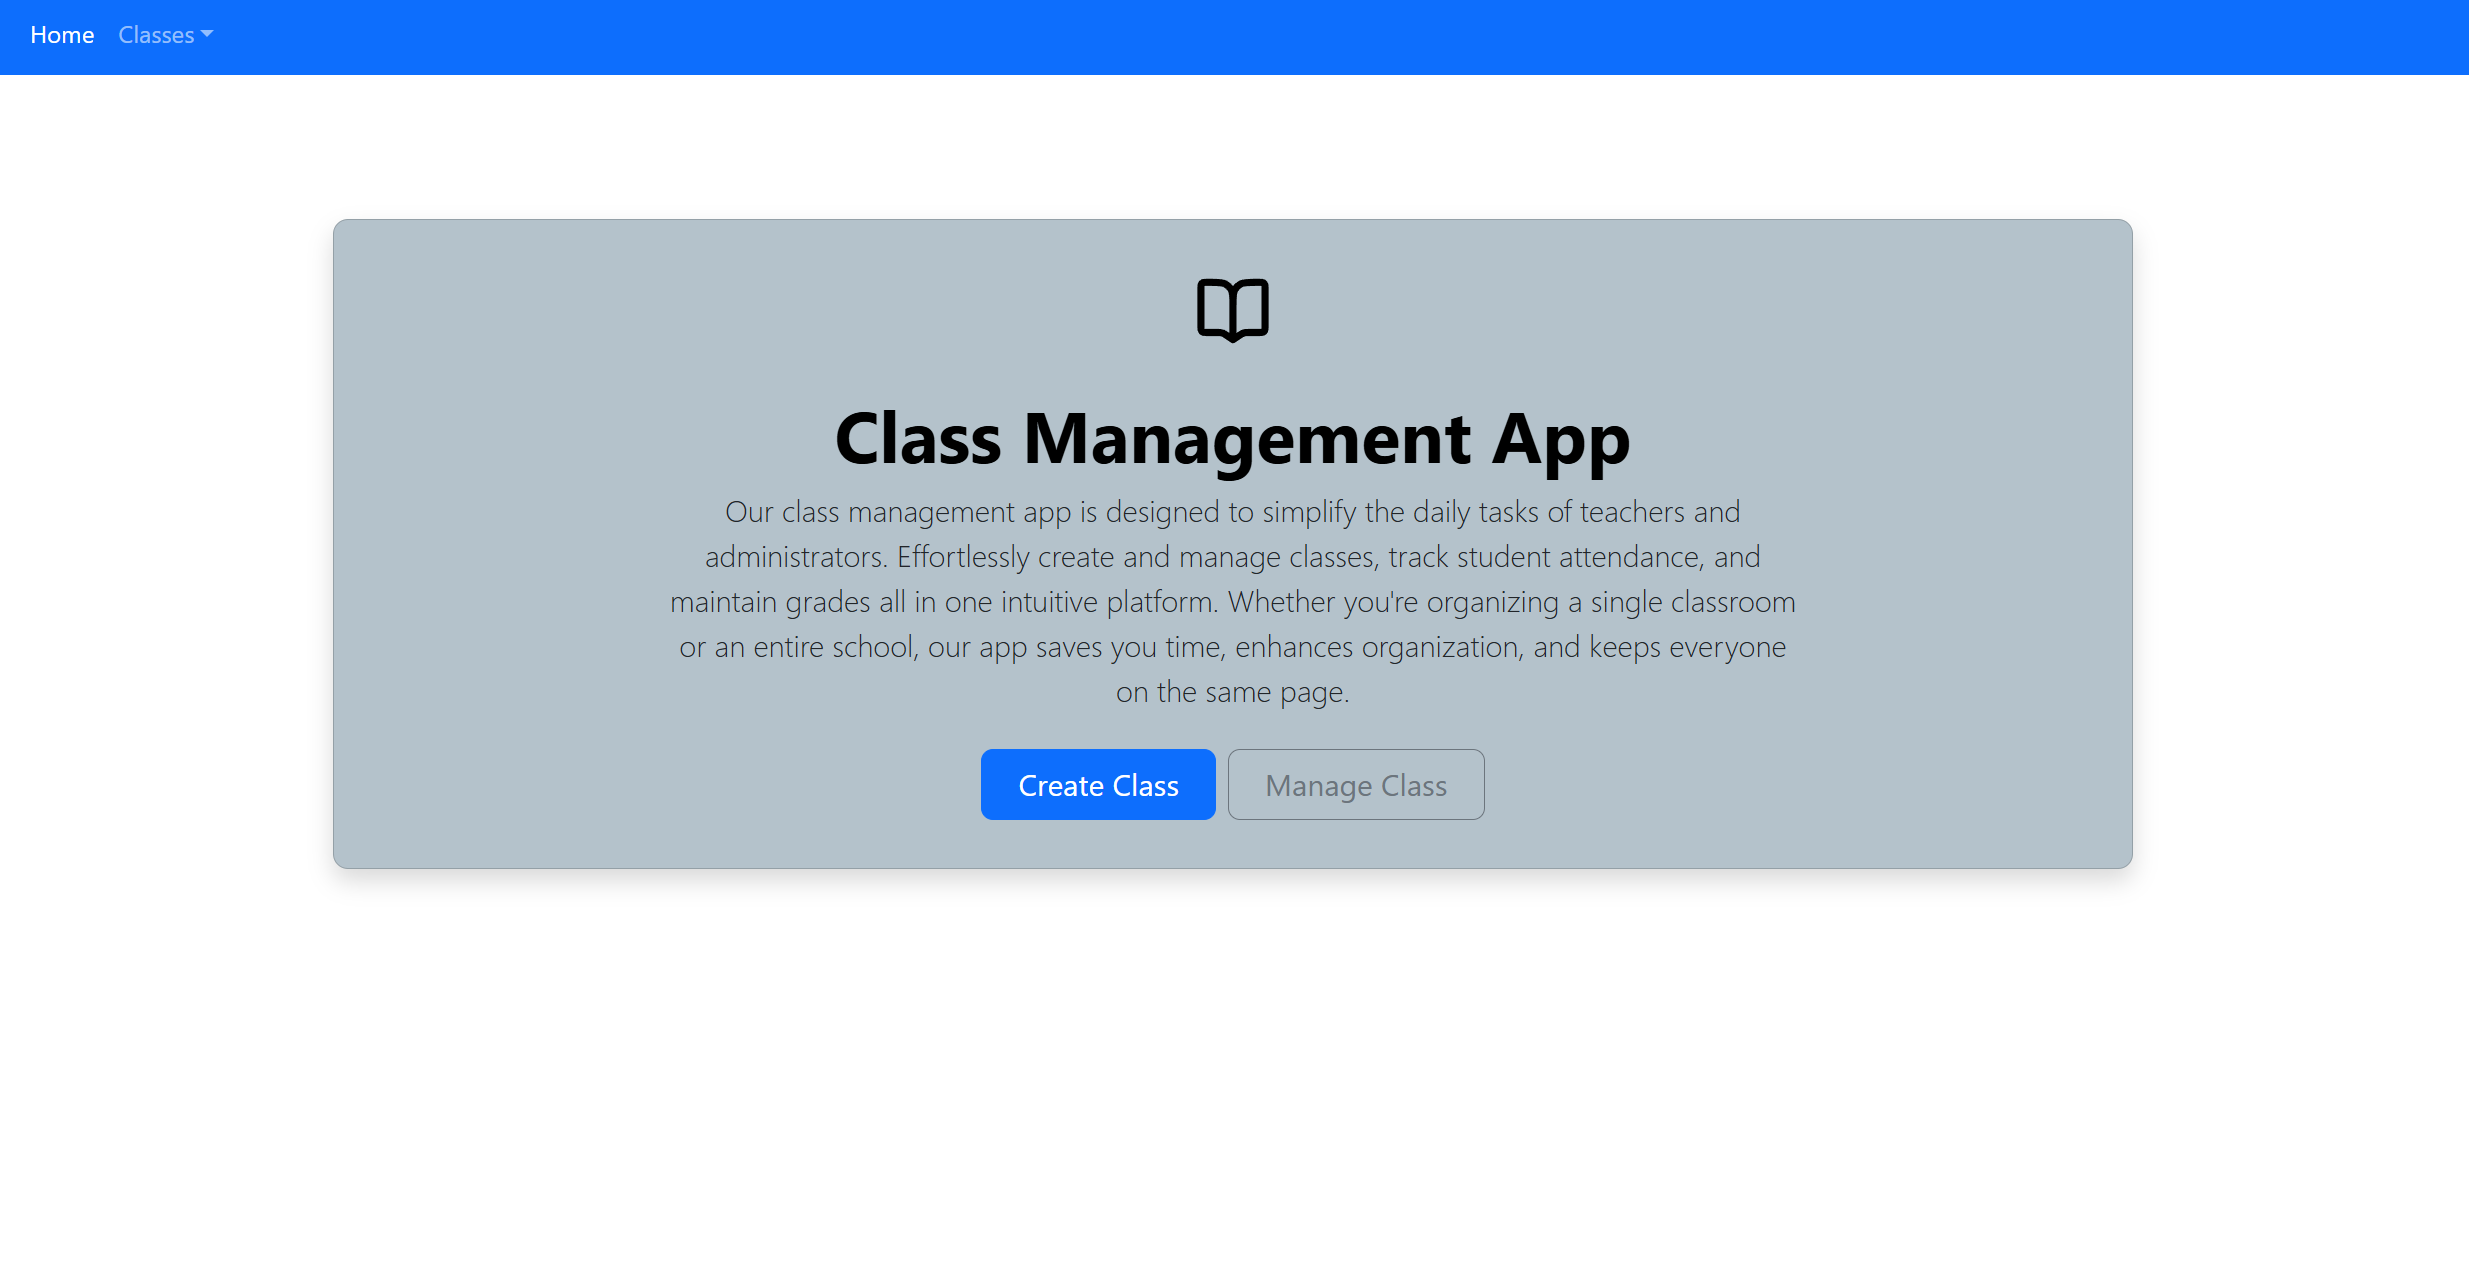 Home Classes
Class Management App
Our class management app is designed to simplify the daily tasks of teachers and
administrators. Effortlessly create and manage classes, track student attendance, and
maintain grades all in one intuitive platform. Whether you're organizing a single classroom
or an entire school, our app saves you time, enhances organization, and keeps everyone
on the same page.
Create Class Manage Class